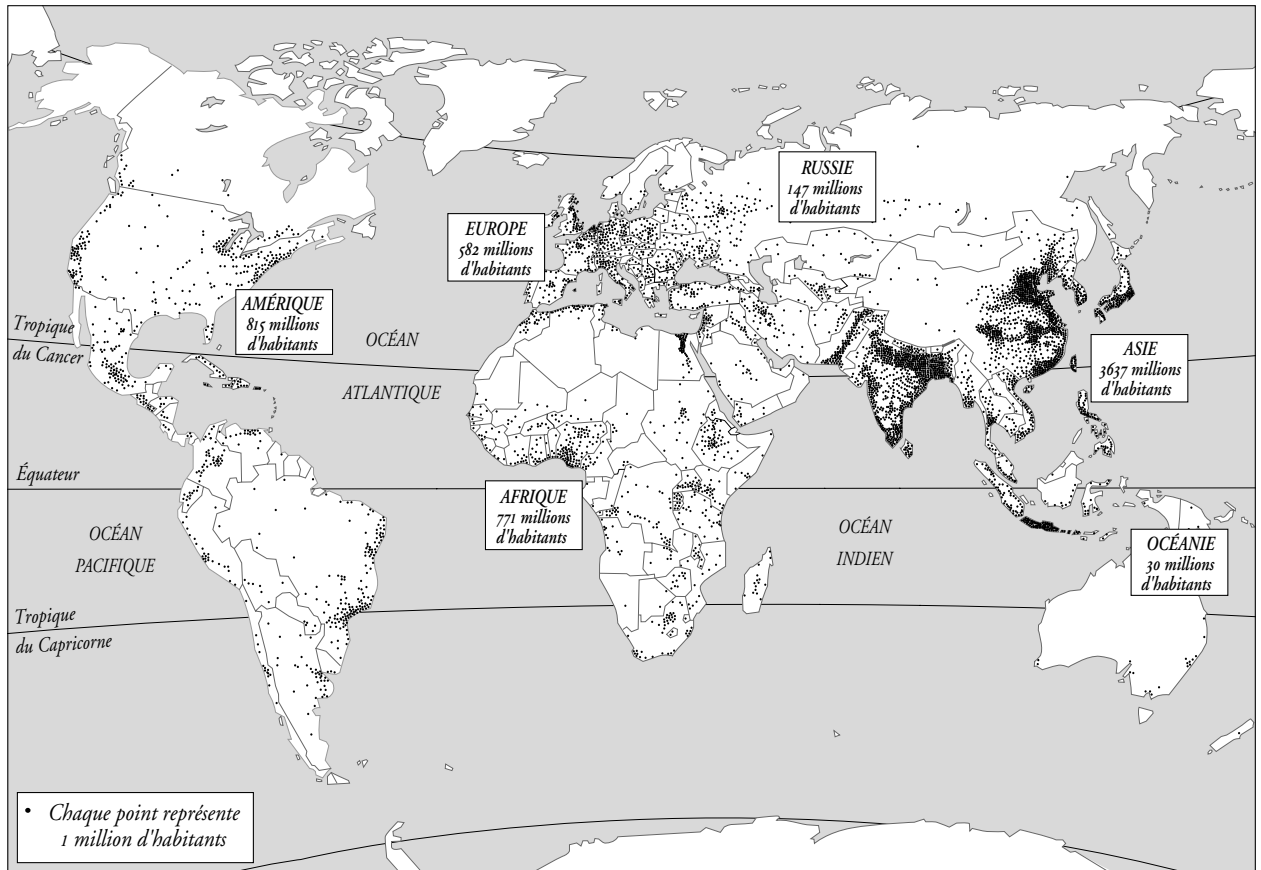 RUSSIE
147 millions
d'habitants
EUROPE
582 millions
d'habitants
AMÉRIQUE
815 millions
d'habitants
Tropique
du Cancer
OCÉAN
ATLANTIQUE
ASIE
3637 millions
d'habitants
Équateur
AFRIQUE
771 millions
d'habitants
OCÉAN
PACIFIQUE
OCÉAN
INDIEN
OCÉANIE
30 millions
d'habitants
Tropique
du Capricorne
• Chaque point représente
1 million d'habitants